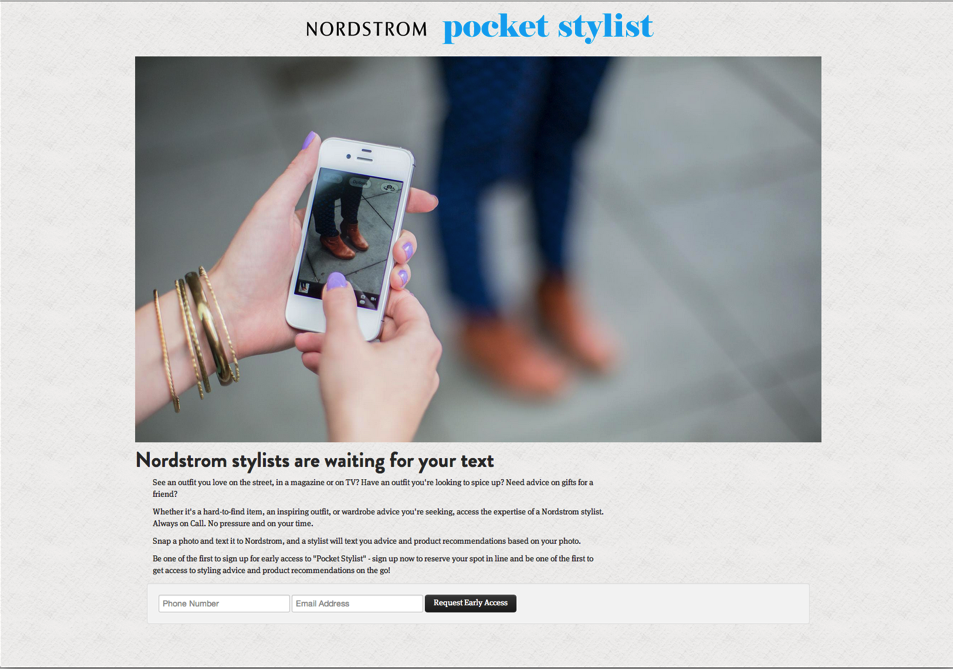 NORDSTROM pocket stylist
Nordstrom stylists are waiting for your text
See an outfit you love on the street, in a magazine or on TV? Have an outfit you're looking to spice up? Need advice on gifts for a
friend?
Whether it's a hard-to-find item, an inspiring outfit, or wardrobe advice you're seeking, access the expertise of a Nordstrom stylist.
Always on Call. No pressure and on your time.
Snap a photo and text it to Nordstrom, and a stylist will text you advice and product recommendations based on your photo.
Be one of the first to sign up for early access to "Pocket Stylist" - sign up now to reserve your spot in line and be one of the first to
get access to styling advice and product recommendations on the go!
Phone Number Email Address Request Early Access